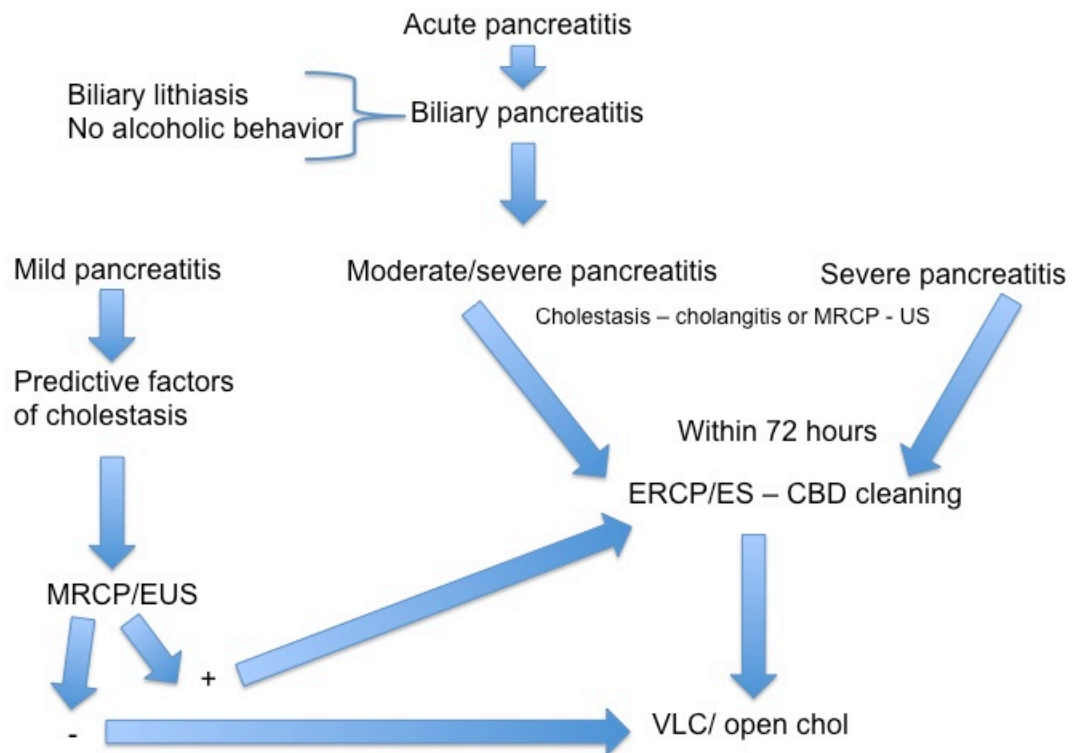 Acute pancreatitis
Biliary lithiasis
No alcoholic behavior
Biliary pancreatitis
Mild pancreatitis
Moderate/severe pancreatitis
Severe pancreatitis
Cholestasis – cholangitis or MRCP - US
Predictive factors
of cholestasis
Within 72 hours
ERCP/ES – CBD cleaning
MRCP/EUS
+
-
VLC/ open chol